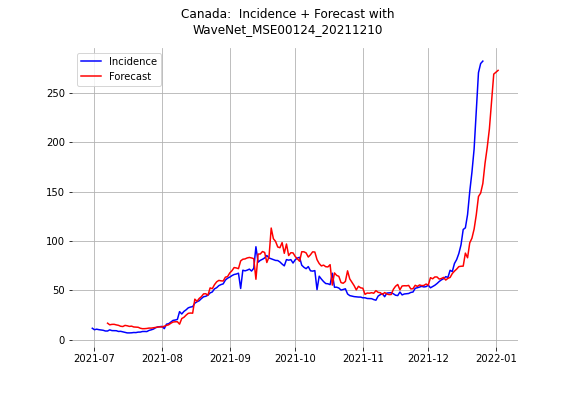 Canada:  Incidence + Forecast with
WaveNet_MSE00124_20211210
Incidence
Forecast
250
200
150
100
50
0
2021-07 2021-08 2021-09 2021-10 2021-11 2021-12 2022-01